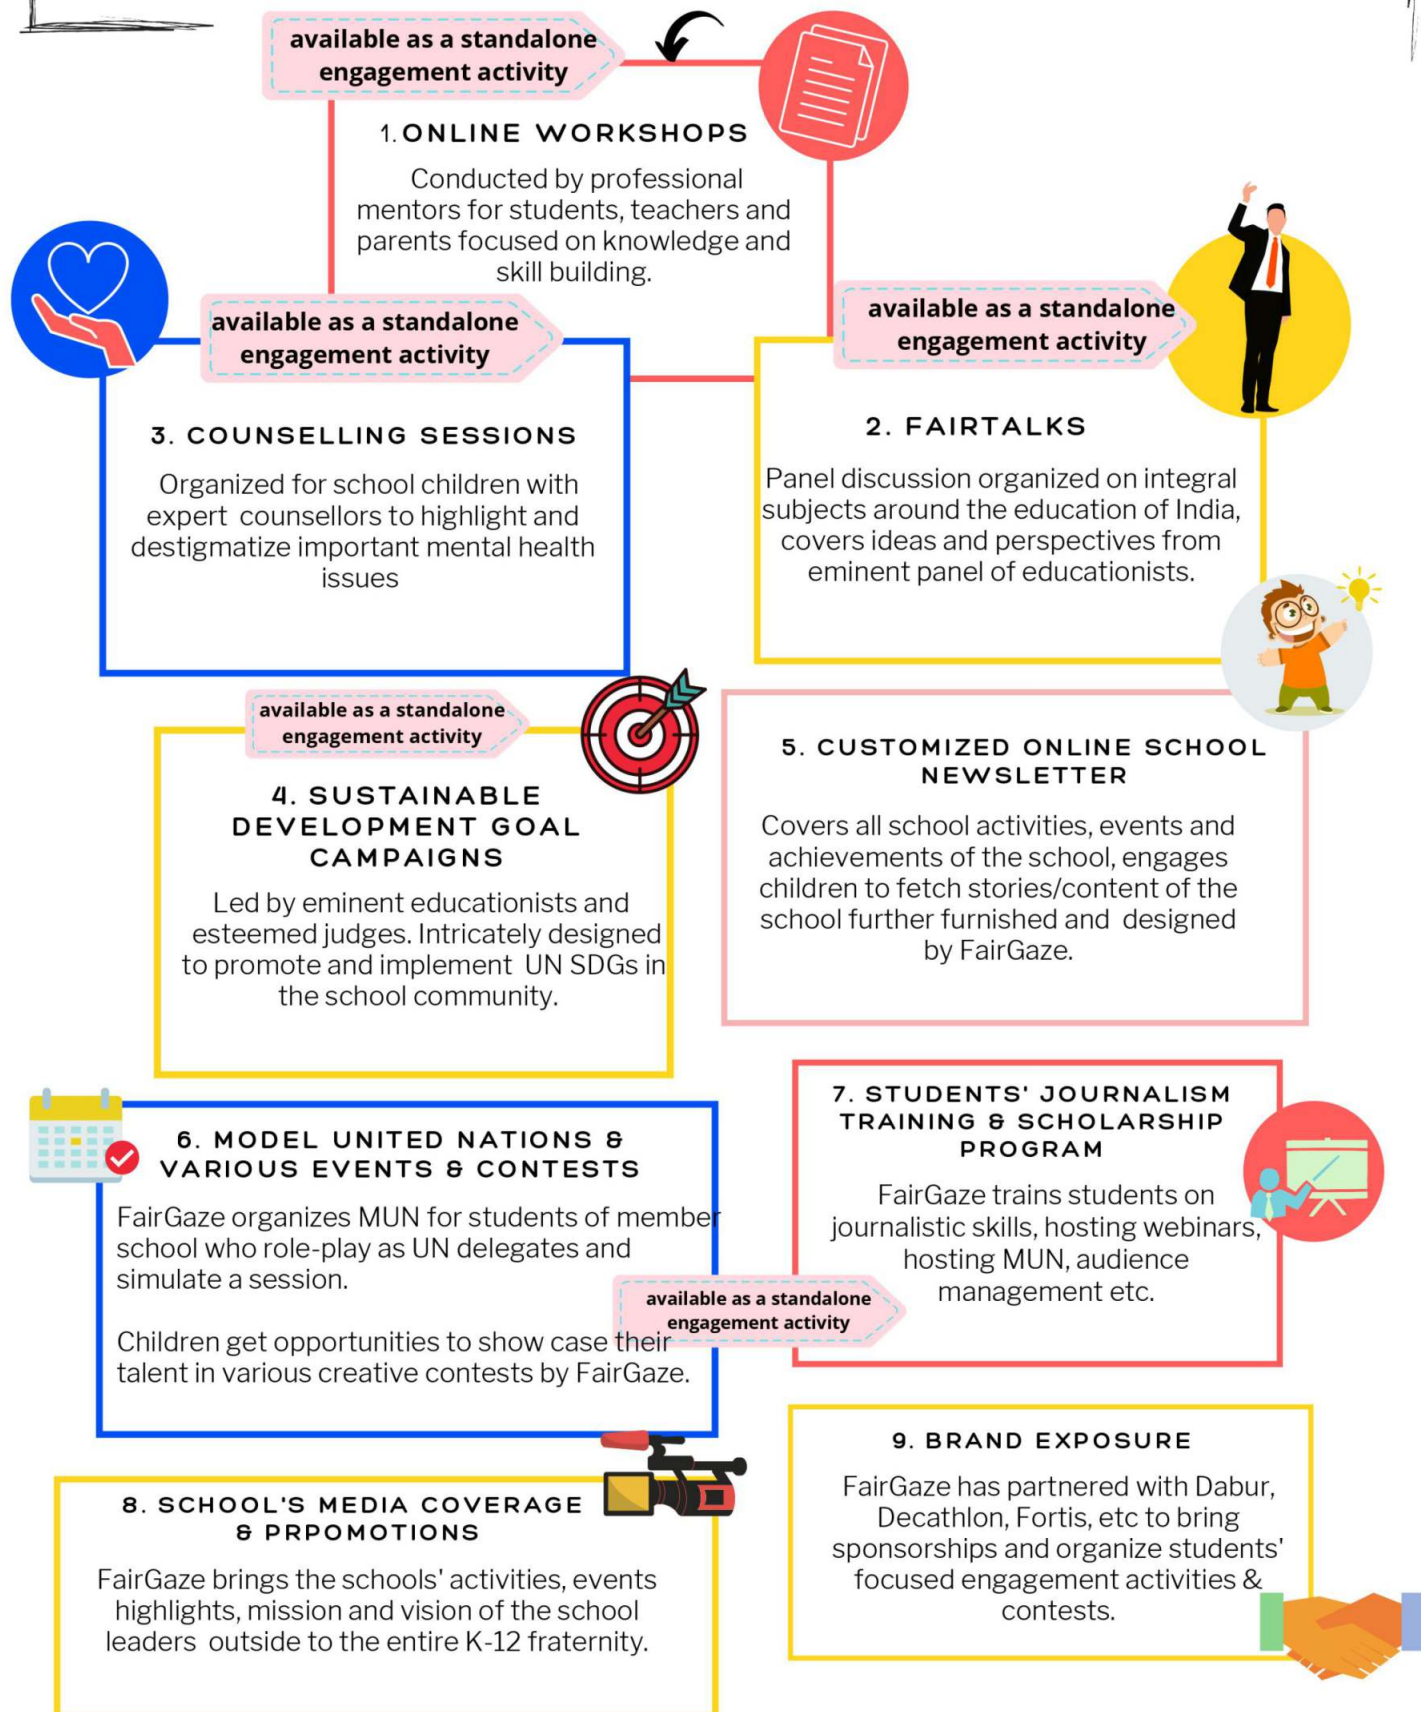 available as a standalone
engagement activity
1. ONLINE WORKSHOPS
Conducted by professional
mentors for students, teachers and
parents focused on knowledge and
skill building.
available as a standalone
engagement activity
2. FAIRTALKS
Panel discussion organized on integral
subjects around the education of India,
covers ideas and perspectives from
eminent panel of educationists.
available as a standalone
engagement activity
3. COUNSELLING SESSIONS
Organized for school children with
expert counsellors to highlight and
destigmatize important mental health
issues
available as a standalone
engagement activity
4. SUSTAINABLE
DEVELOPMENT GOAL
CAMPAIGNS
Led by eminent educationists and
esteemed judges. Intricately designed
to promote and implement UN SDGs in
the school community.
5. CUSTOMIZED ONLINE SCHOOL
NEWSLETTER
Covers all school activities, events and
achievements of the school, engages
children to fetch stories/content of the
school further furnished and designed
by FairGaze.
6. MODEL UNITED NATIONS &
VARIOUS EVENTS & CONTESTS
FairGaze organizes MUN for students of member
school who role-play as UN delegates and
simulate a session.
Children get opportunities to show case their
talent in various creative contests by FairGaze.
available as a standalone
engagement activity
7. STUDENTS' JOURNALISM
TRAINING & SCHOLARSHIP
PROGRAM
FairGaze trains students on
journalistic skills, hosting webinars,
hosting MUN, audience
management etc.
8. SCHOOL'S MEDIA COVERAGE
& PRPOMOTIONS
FairGaze brings the schools' activities, events
highlights, mission and vision of the school
leaders outside to the entire K-12 fraternity.
9. BRAND EXPOSURE
FairGaze has partnered with Dabur,
Decathlon, Fortis, etc to bring
sponsorships and organize students'
focused engagement activities &
contests.